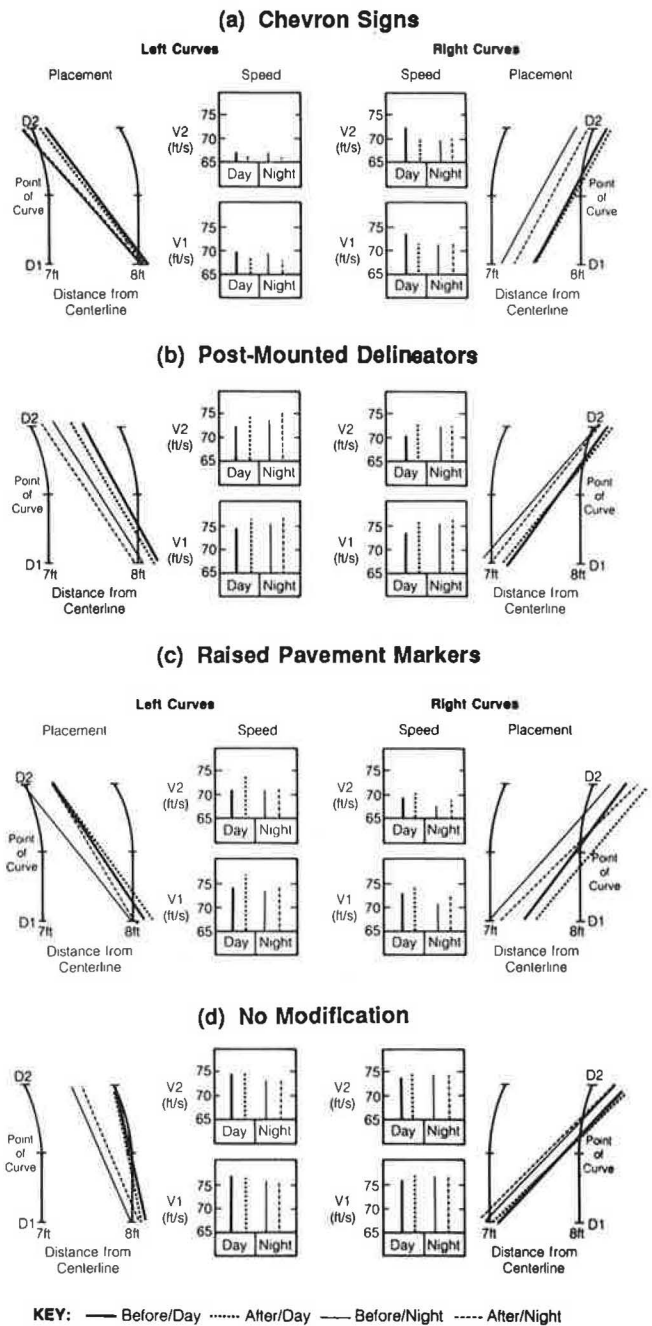 (a) Chevron Signs
Left Curves Right Curves
Placement Speed Speed Placement
D2 V2 (ft/s) 75 70 65 Day Night V2 (ft/s) 75 70 65 Day Night D2
Point of Curve Point of Curve
D1 7ft 8ft V1 (ft/s) 75 70 65 Day Night V1 (ft/s) 75 70 65 Day Night 7ft 8ft D1
Distance from Centerline Distance from Centerline
(b) Post-Mounted Delineators
D2 V2 (ft/s) 75 70 65 Day Night V2 (ft/s) 75 70 65 Day Night D2
Point of Curve Point of Curve
D1 7ft 8ft V1 (ft/s) 75 70 65 Day Night V1 (ft/s) 75 70 65 Day Night 7ft 8ft D1
Distance from Centerline Distance from Centerline
(c) Raised Pavement Markers
Left Curves Right Curves
Placement Speed Speed Placement
D2 V2 (ft/s) 75 70 65 Day Night V2 (ft/s) 75 70 65 Day Night D2
Point of Curve Point of Curve
D1 7ft 8ft V1 (ft/s) 75 70 65 Day Night V1 (ft/s) 75 70 65 Day Night 7ft 8ft D1
Distance from Centerline Distance from Centerline
(d) No Modification
D2 V2 (ft/s) 75 70 65 Day Night V2 (ft/s) 75 70 65 Day Night D2
Point of Curve Point of Curve
D1 7ft 8ft V1 (ft/s) 75 70 65 Day Night V1 (ft/s) 75 70 65 Day Night 7ft 8ft D1
Distance from Centerline Distance from Centerline
KEY: Before/Day After/Day Before/Night After/Night